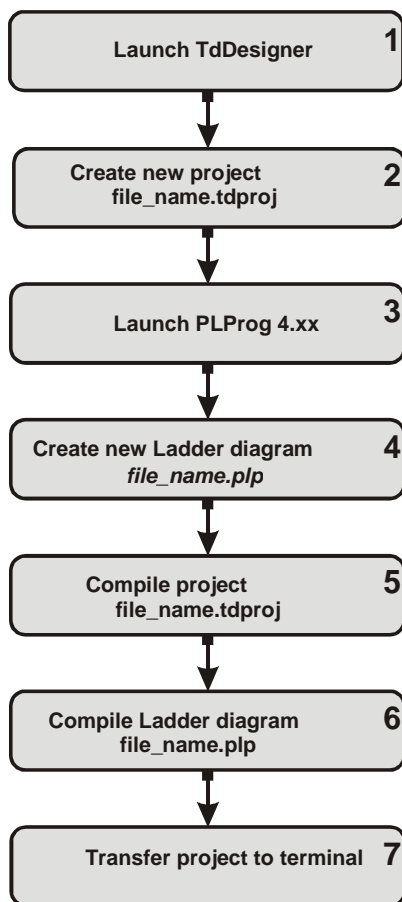 1
Launch TdDesigner
2
Create new project
file_name.tdproj
3
Launch PLProg 4.xx
4
Create new Ladder diagram
file_name.plp
5
Compile project
file_name.tdproj
6
Compile Ladder diagram
file_name.plp
7
Transfer project to terminal